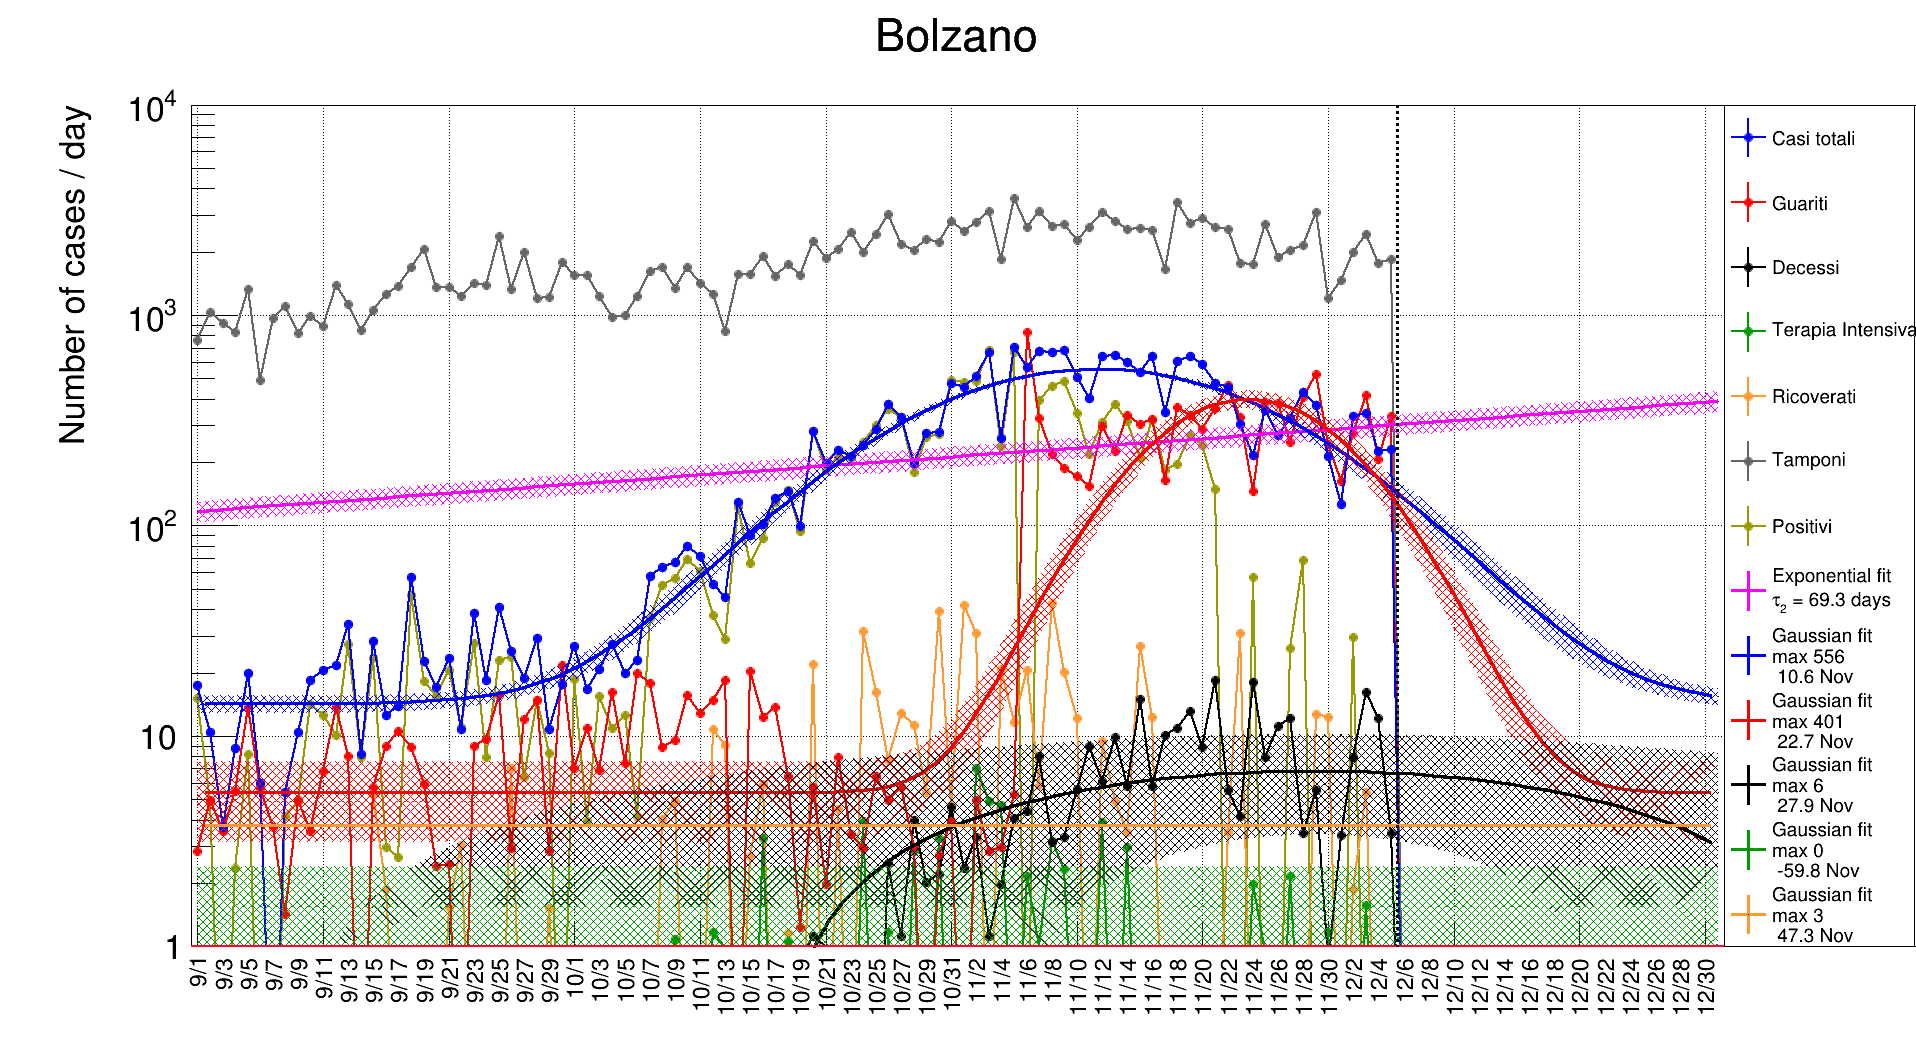 Bolzano
Number of cases / day
10^4
10^3
10^2
10
1
9/1
9/3
9/5
9/7
9/9
9/11
9/13
9/15
9/17
9/19
9/21
9/23
9/25
9/27
9/29
10/1
10/3
10/5
10/7
10/9
10/11
10/13
10/15
10/17
10/19
10/21
10/23
10/25
10/27
10/29
10/31
11/2
11/4
11/6
11/8
11/10
11/12
11/14
11/16
11/18
11/20
11/22
11/24
11/26
11/28
11/30
12/2
12/4
12/6
12/8
12/10
12/12
12/14
12/16
12/18
12/20
12/22
12/24
12/26
12/28
12/30
Casi totali
Guariti
Decessi
Terapia Intensiva
Ricoverati
Tamponi
Positivi
Exponential fit
τ2 = 69.3 days
Gaussian fit
max 556
10.6 Nov
Gaussian fit
max 401
22.7 Nov
Gaussian fit
max 6
27.9 Nov
Gaussian fit
max 0
-59.8 Nov
Gaussian fit
max 3
47.3 Nov